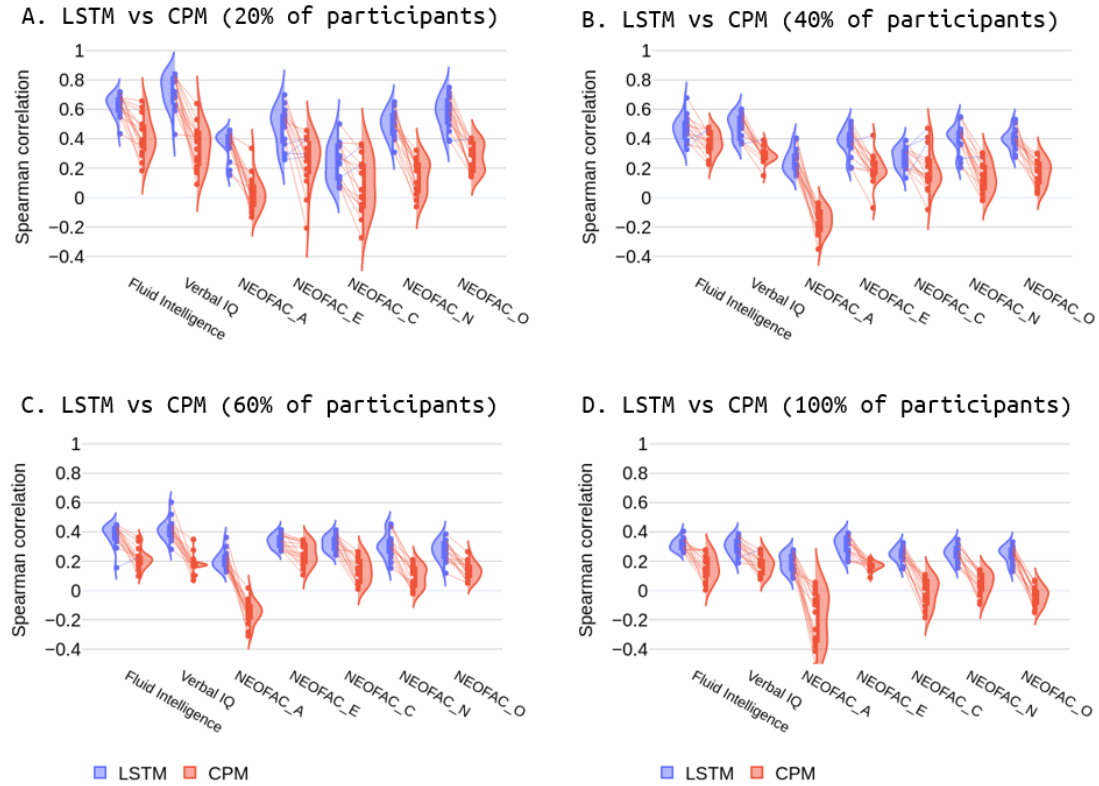 A. LSTM vs CPM (20% of participants)
Spearman correlation
1
0.8
0.6
0.4
0.2
0
−0.2
−0.4
Fluid Intelligence
Verbal IQ
NEOFAC_A
NEOFAC_E
NEOFAC_C
NEOFAC_N
NEOFAC_O
B. LSTM vs CPM (40% of participants)
Spearman correlation
1
0.8
0.6
0.4
0.2
0
−0.2
−0.4
Fluid Intelligence
Verbal IQ
NEOFAC_A
NEOFAC_E
NEOFAC_C
NEOFAC_N
NEOFAC_O
C. LSTM vs CPM (60% of participants)
Spearman correlation
1
0.8
0.6
0.4
0.2
0
−0.2
−0.4
Fluid Intelligence
Verbal IQ
NEOFAC_A
NEOFAC_E
NEOFAC_C
NEOFAC_N
NEOFAC_O
LSTM CPM
D. LSTM vs CPM (100% of participants)
Spearman correlation
1
0.8
0.6
0.4
0.2
0
−0.2
−0.4
Fluid Intelligence
Verbal IQ
NEOFAC_A
NEOFAC_E
NEOFAC_C
NEOFAC_N
NEOFAC_O
LSTM CPM